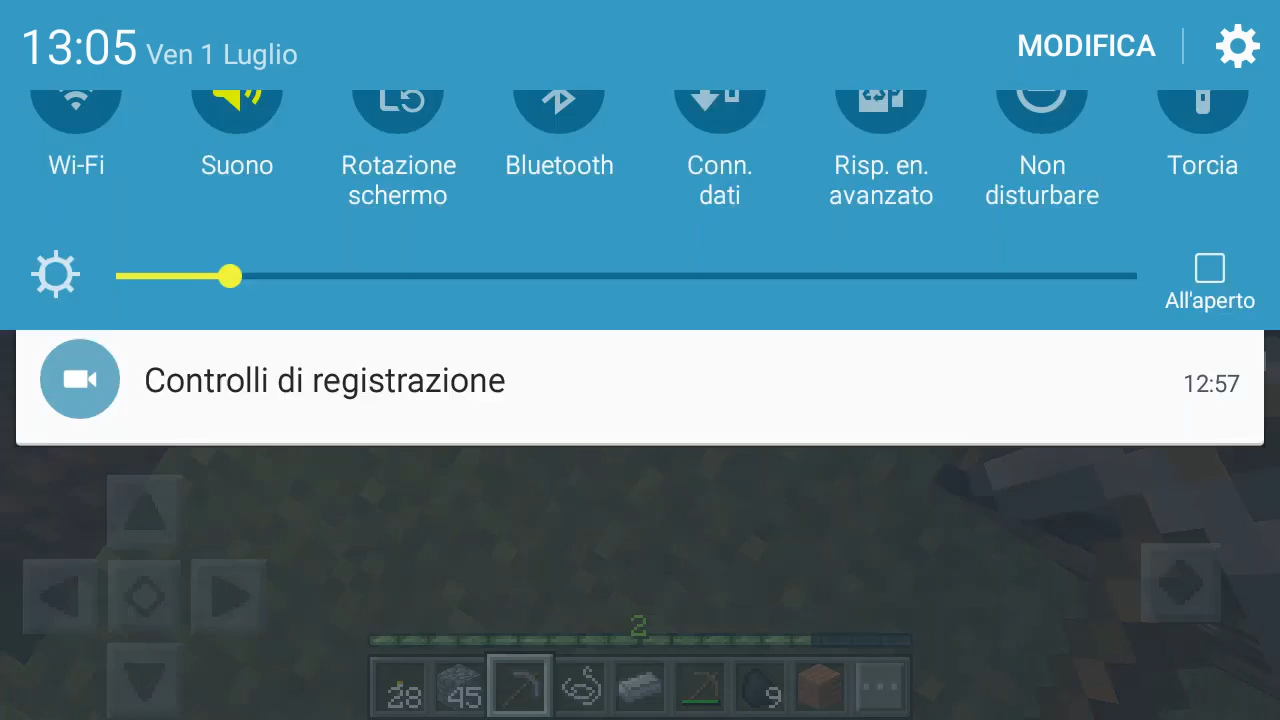 13:05 Ven 1 Luglio MODIFICA
Wi-Fi Suono Rotazione Bluetooth Conn. Risp. en. Non Torcia
schermo dati avanzato disturbare
All'aperto
Controlli di registrazione 12:57
2
28 45 9